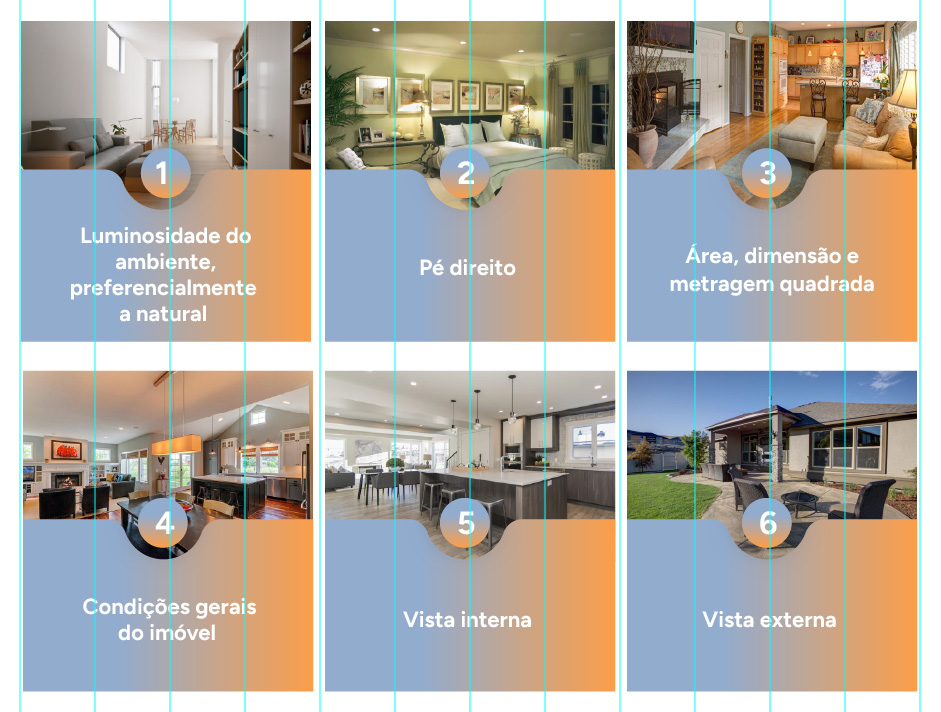 1
Luminosidade do
ambiente,
preferencialmente
a natural
2
Pé direito
3
Área, dimensão e
metragem quadrada
4
Condições gerais
do imóvel
5
Vista interna
6
Vista externa